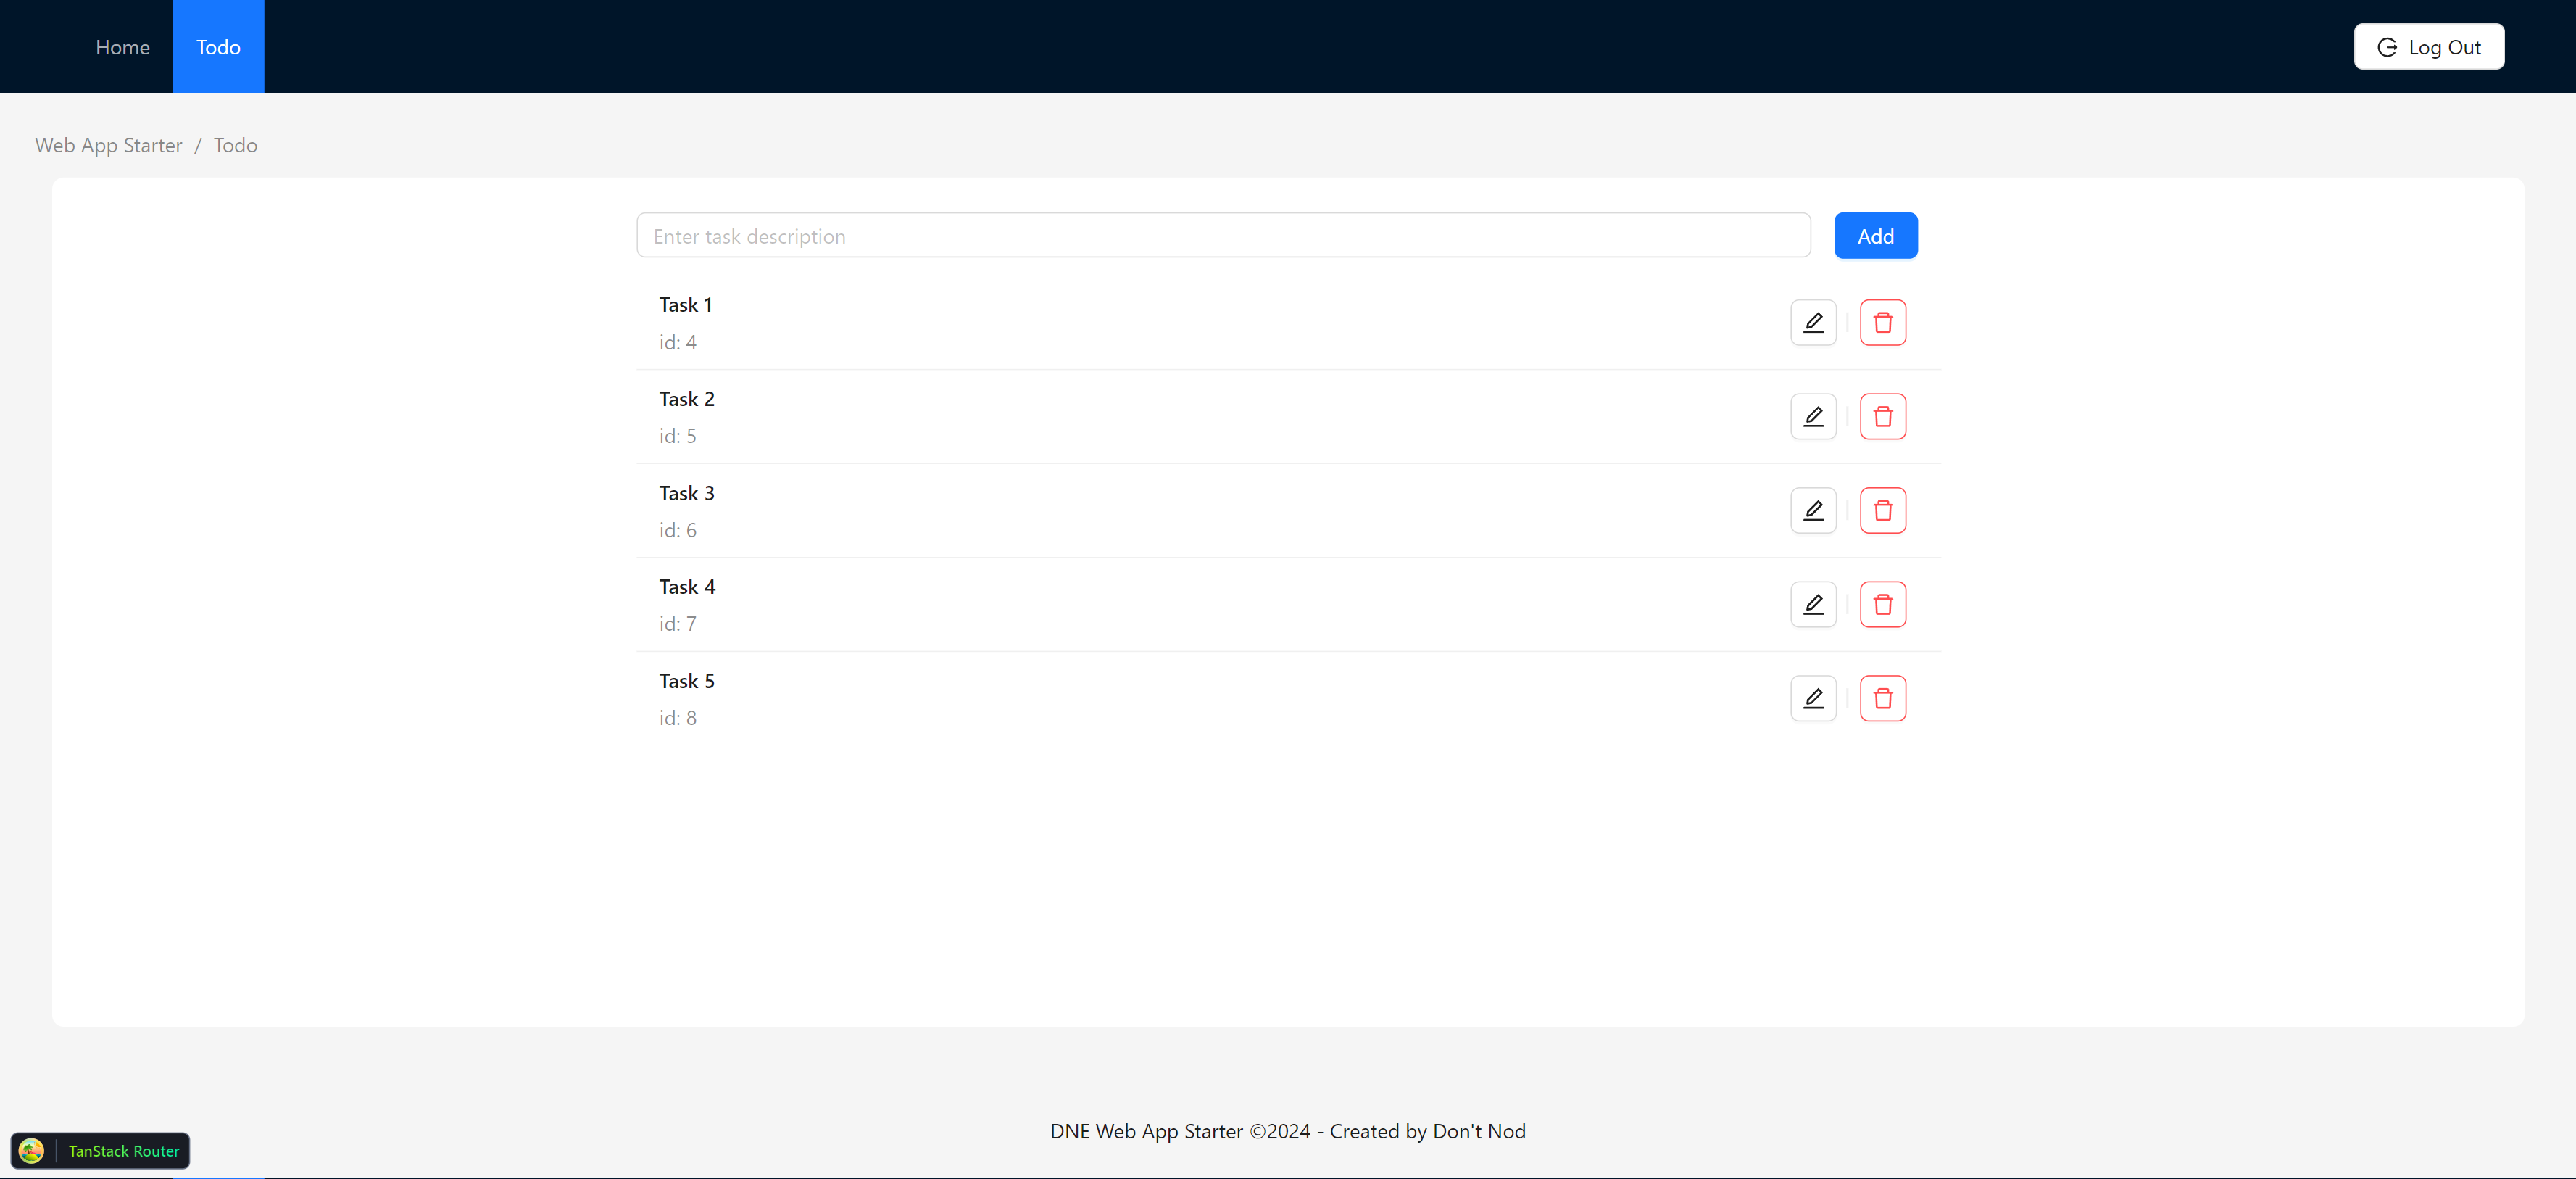 Home
Todo
Log Out
Web App Starter / Todo
Enter task description
Add
Task 1
id: 4
Task 2
id: 5
Task 3
id: 6
Task 4
id: 7
Task 5
id: 8
DNE Web App Starter ©2024 - Created by Don't Nod
TanStack Router